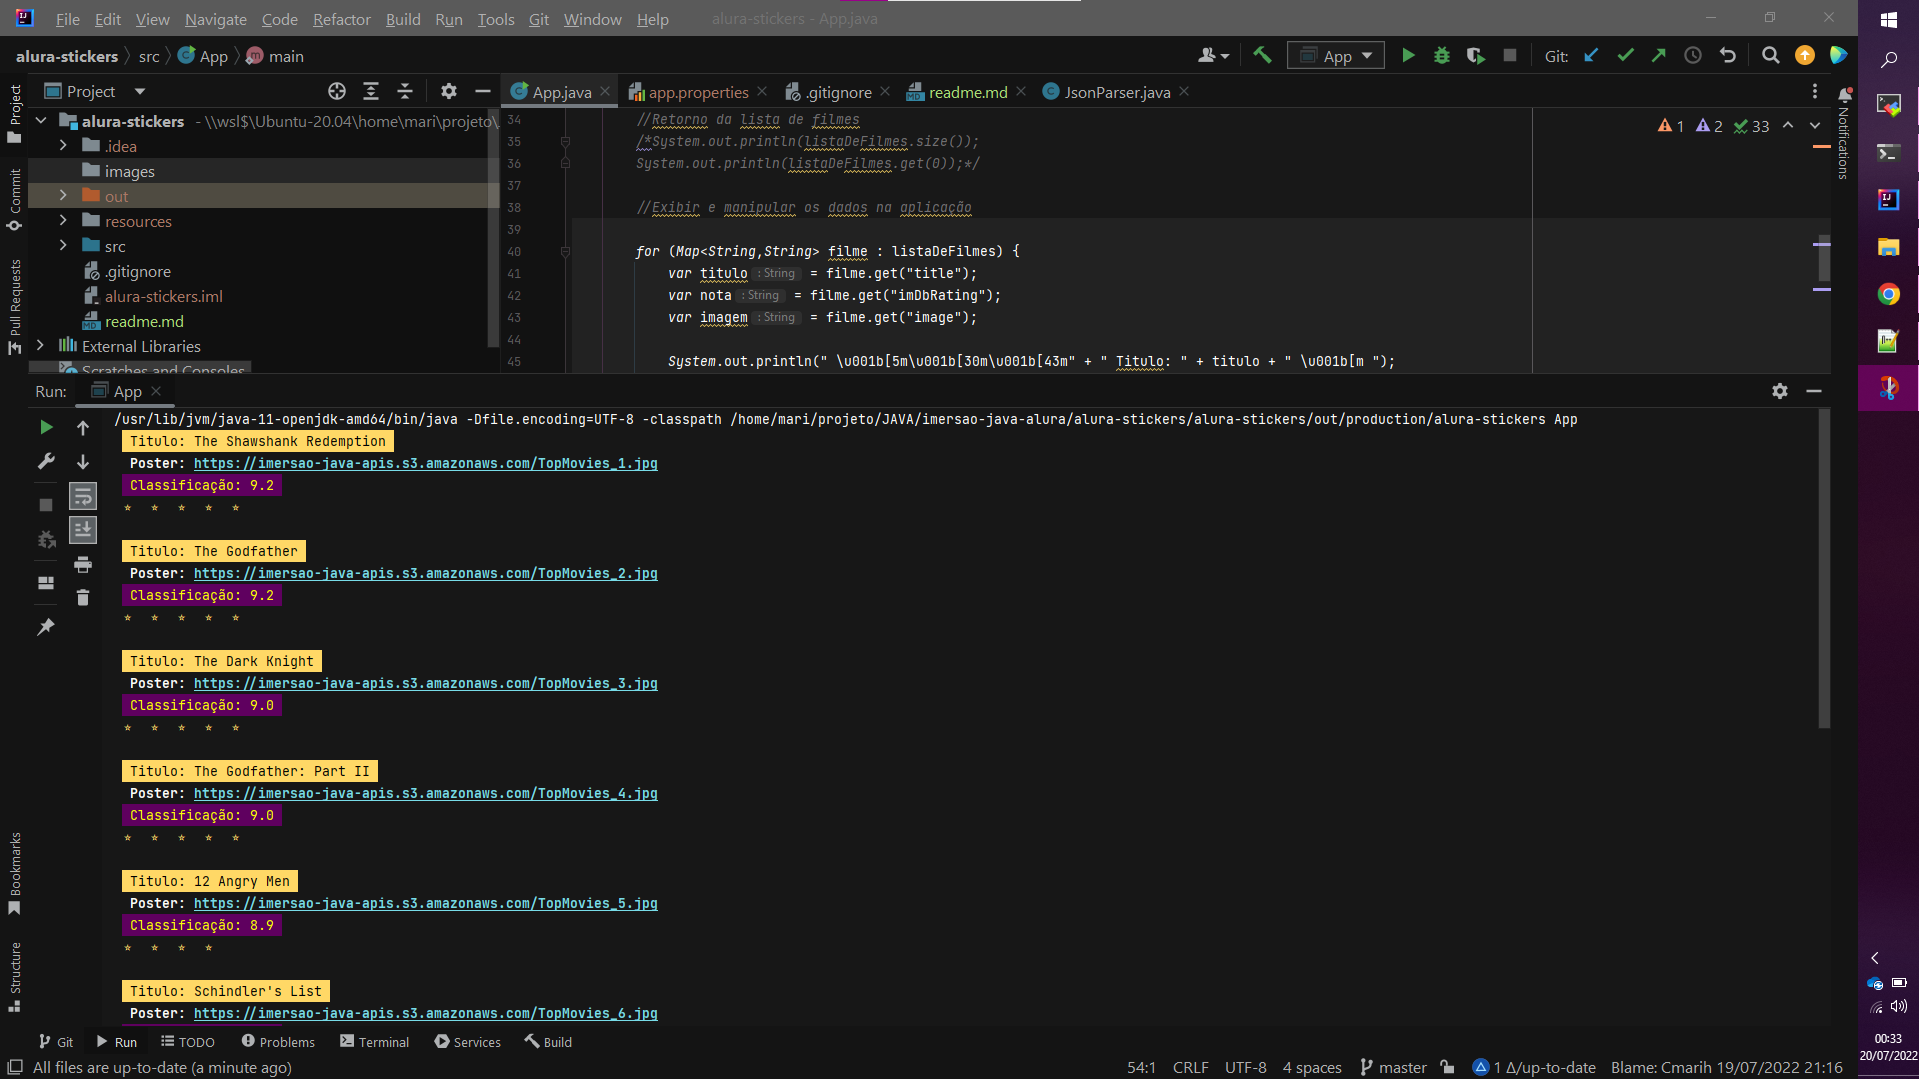 File Edit View Navigate Code Refactor Build Run Tools Git Window Help alura-stickers - App.java
alura-stickers src App main
App Git:
Project
App.java app.properties .gitignore readme.md JsonParser.java
alura-stickers - \\wsl$\Ubuntu-20.04\home\mari\projeto\
.idea
images
out
resources
src
.gitignore
alura-stickers.iml
readme.md
External Libraries
Scratches and Consoles
Project
Commit
Pull Requests
Bookmarks
Structure
Notifications
1 2 33
34 //Retorno da lista de filmes
35 /*System.out.println(listaDeFilmes.size());
36 System.out.println(listaDeFilmes.get(0));*/
37
38 //Exibir e manipular os dados na aplicação
39
40 for (Map<String,String> filme : listaDeFilmes) {
41 var titulo : String = filme.get("title");
42 var nota : String = filme.get("imDbRating");
43 var imagem : String = filme.get("image");
44
45 System.out.println(" \u001b[5m\u001b[30m\u001b[43m" + " Titulo: " + titulo + " \u001b[m ");
Run: App
/usr/lib/jvm/java-11-openjdk-amd64/bin/java -Dfile.encoding=UTF-8 -classpath /home/mari/projeto/JAVA/imersao-java-alura/alura-stickers/alura-stickers/out/production/alura-stickers App
Titulo: The Shawshank Redemption
Poster: https://imersao-java-apis.s3.amazonaws.com/TopMovies_1.jpg
Classificação: 9.2
* * * * *
Titulo: The Godfather
Poster: https://imersao-java-apis.s3.amazonaws.com/TopMovies_2.jpg
Classificação: 9.2
* * * * *
Titulo: The Dark Knight
Poster: https://imersao-java-apis.s3.amazonaws.com/TopMovies_3.jpg
Classificação: 9.0
* * * * *
Titulo: The Godfather: Part II
Poster: https://imersao-java-apis.s3.amazonaws.com/TopMovies_4.jpg
Classificação: 9.0
* * * * *
Titulo: 12 Angry Men
Poster: https://imersao-java-apis.s3.amazonaws.com/TopMovies_5.jpg
Classificação: 8.9
* * * *
Titulo: Schindler's List
Poster: https://imersao-java-apis.s3.amazonaws.com/TopMovies_6.jpg
Git Run TODO Problems Terminal Services Build
All files are up-to-date (a minute ago) 54:1 CRLF UTF-8 4 spaces master 1 Δ/up-to-date Blame: Cmarih 19/07/2022 21:16
00:33
20/07/2022